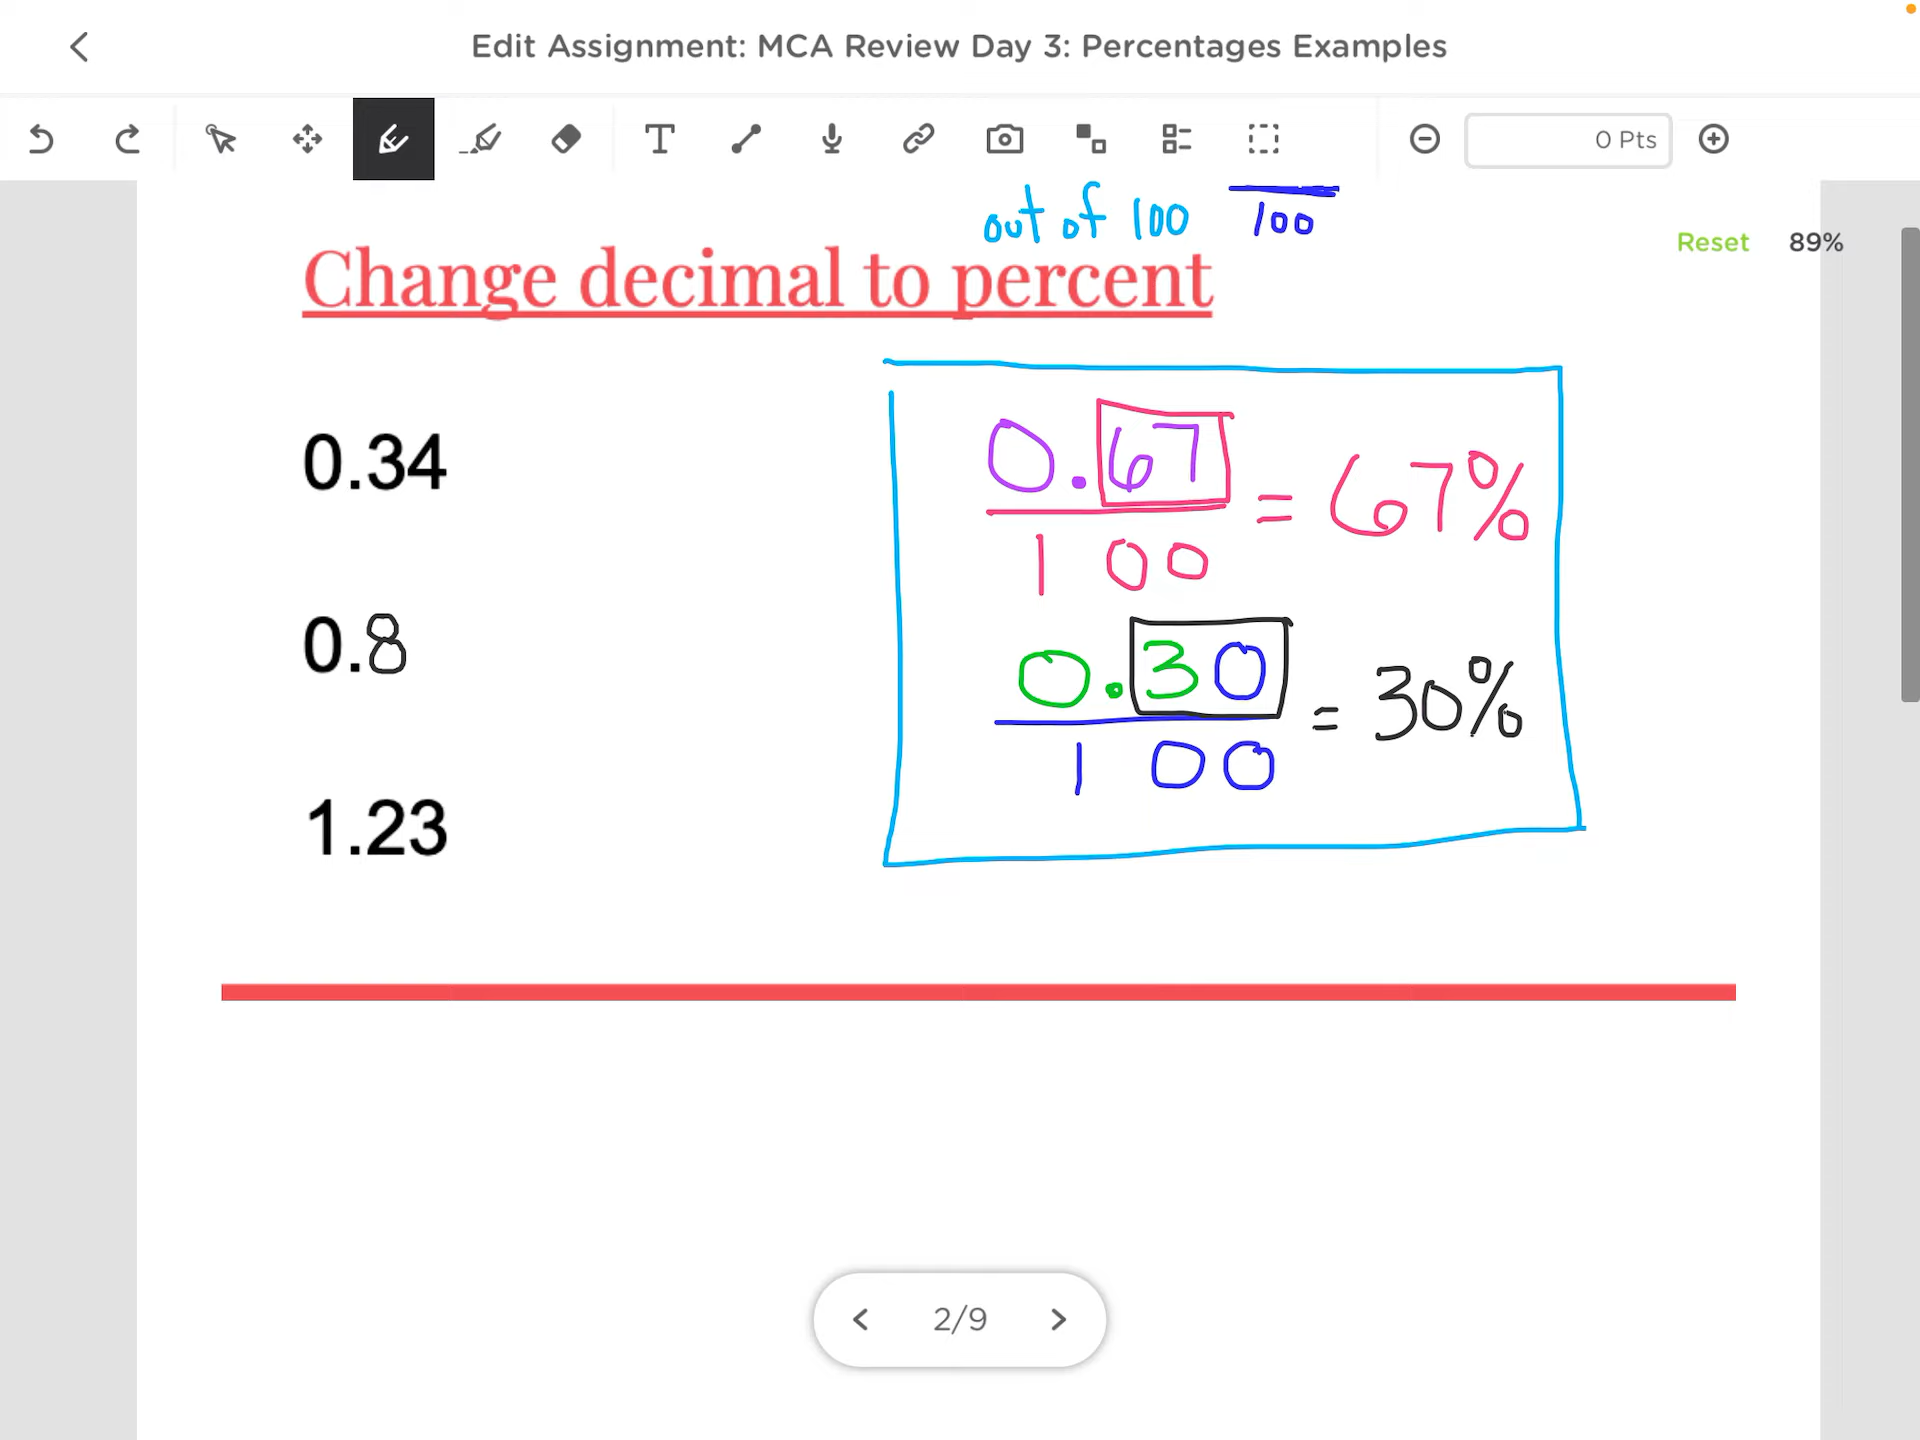 Edit Assignment: MCA Review Day 3: Percentages Examples
T
0 Pts
out of 100
100
Reset 89%
Change decimal to percent
0.34
0.67
= 67%
100
0.8
0.30
= 30%
100
1.23
2/9